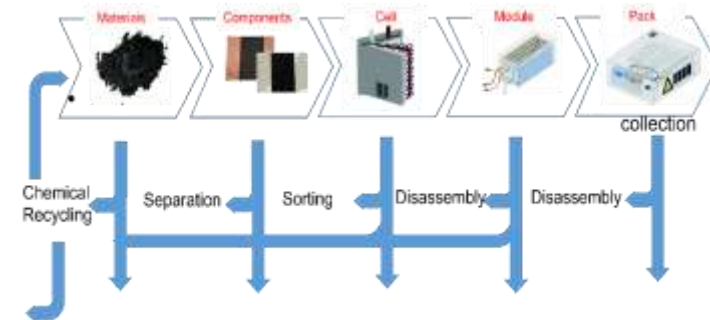 Materials
Components
Cell
Module
Pack
collection
Chemical
Recycling
Separation
Sorting
Disassembly
Disassembly